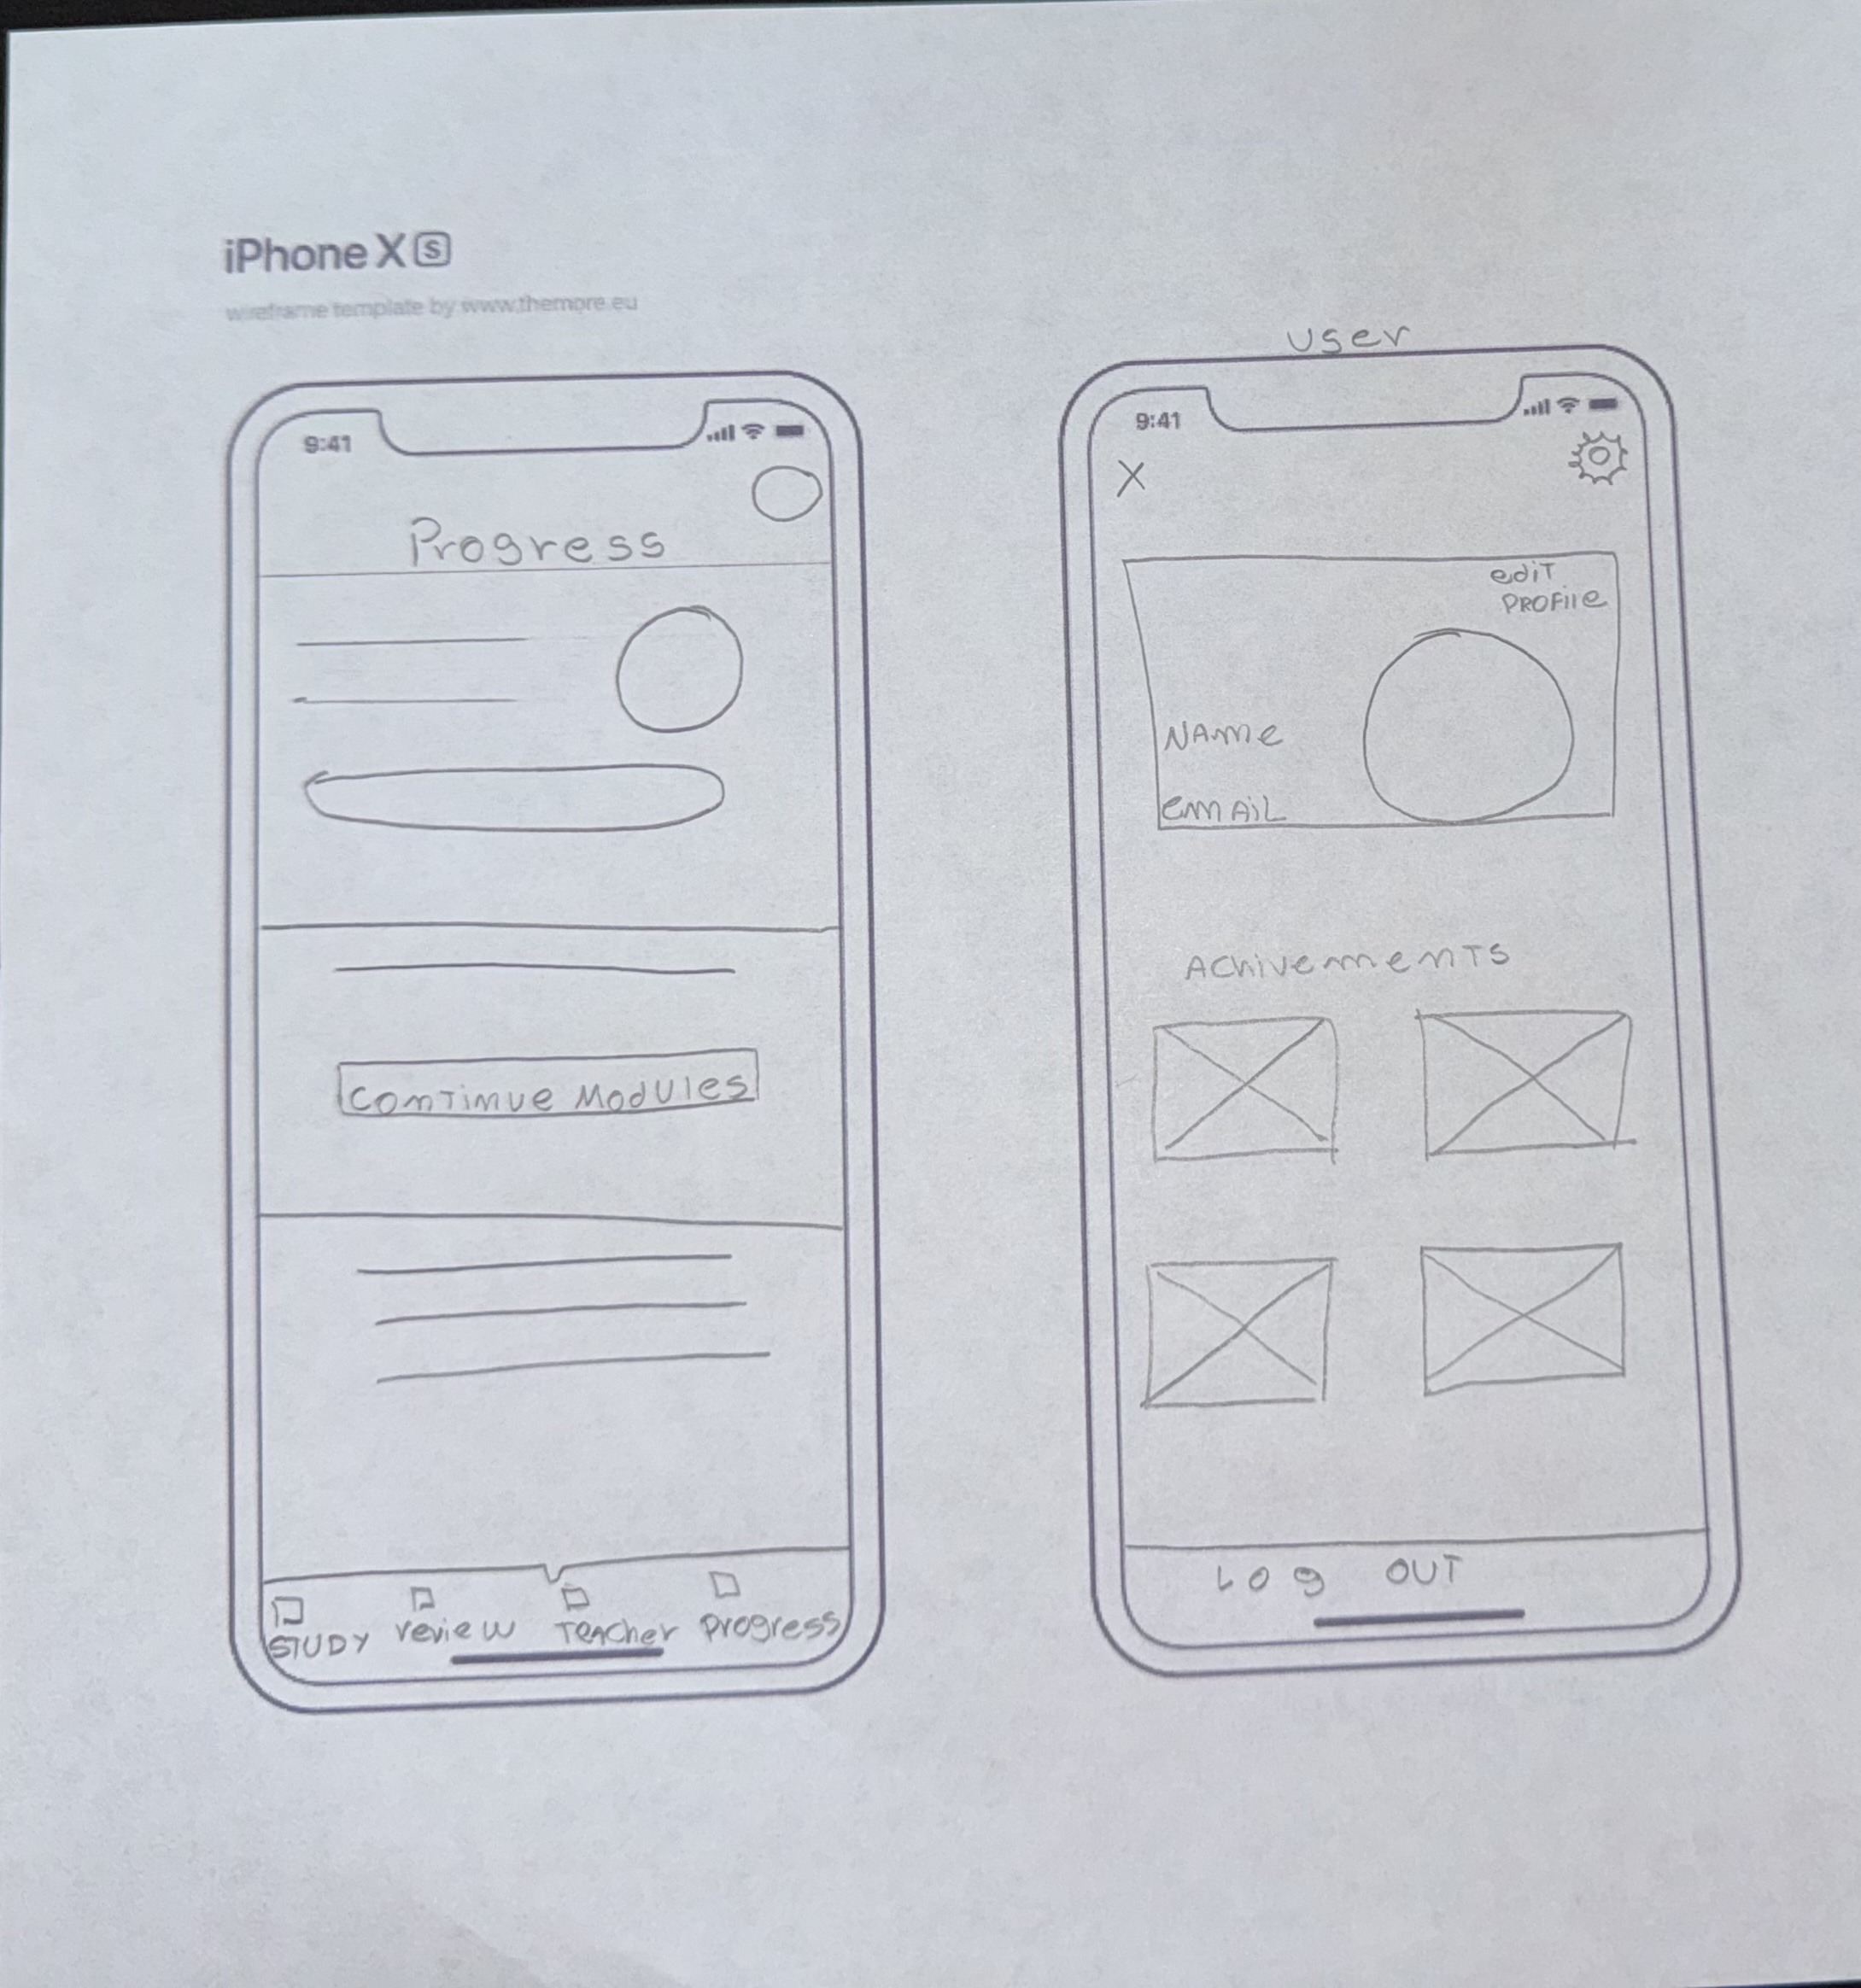 iPhone X S
wireframe template by www.themore.eu
9:41
Progress
Continue Modules
STUDY review Teacher Progress
user
9:41
X
edit
PROFile
NAme
emAiL
Achivements
Log OUT